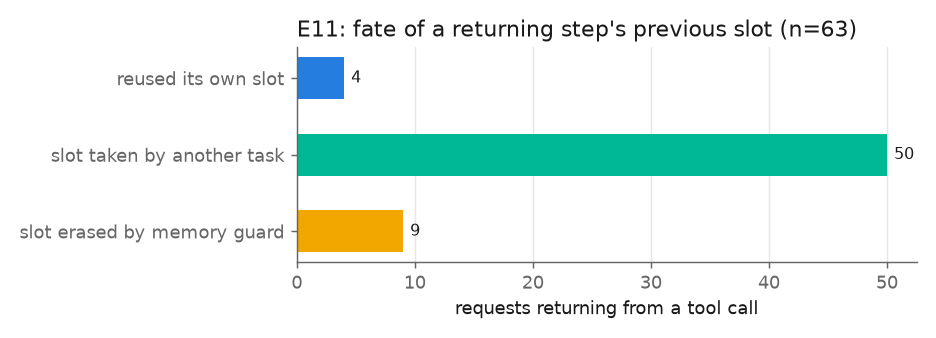 E11: fate of a returning step's previous slot (n=63)
reused its own slot 4
slot taken by another task 50
slot erased by memory guard 9
0 10 20 30 40 50
requests returning from a tool call